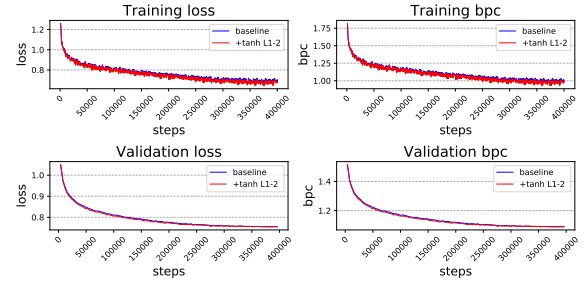 Training loss
1.2
1.0
0.8
loss
baseline
+tanh L1-2
0
50000
100000
150000
200000
250000
300000
350000
400000
steps
Training bpc
1.75
1.50
1.25
1.00
bpc
baseline
+tanh L1-2
0
50000
100000
150000
200000
250000
300000
350000
400000
steps
Validation loss
1.0
0.9
0.8
loss
baseline
+tanh L1-2
0
50000
100000
150000
200000
250000
300000
350000
400000
steps
Validation bpc
1.4
1.2
bpc
baseline
+tanh L1-2
0
50000
100000
150000
200000
250000
300000
350000
400000
steps